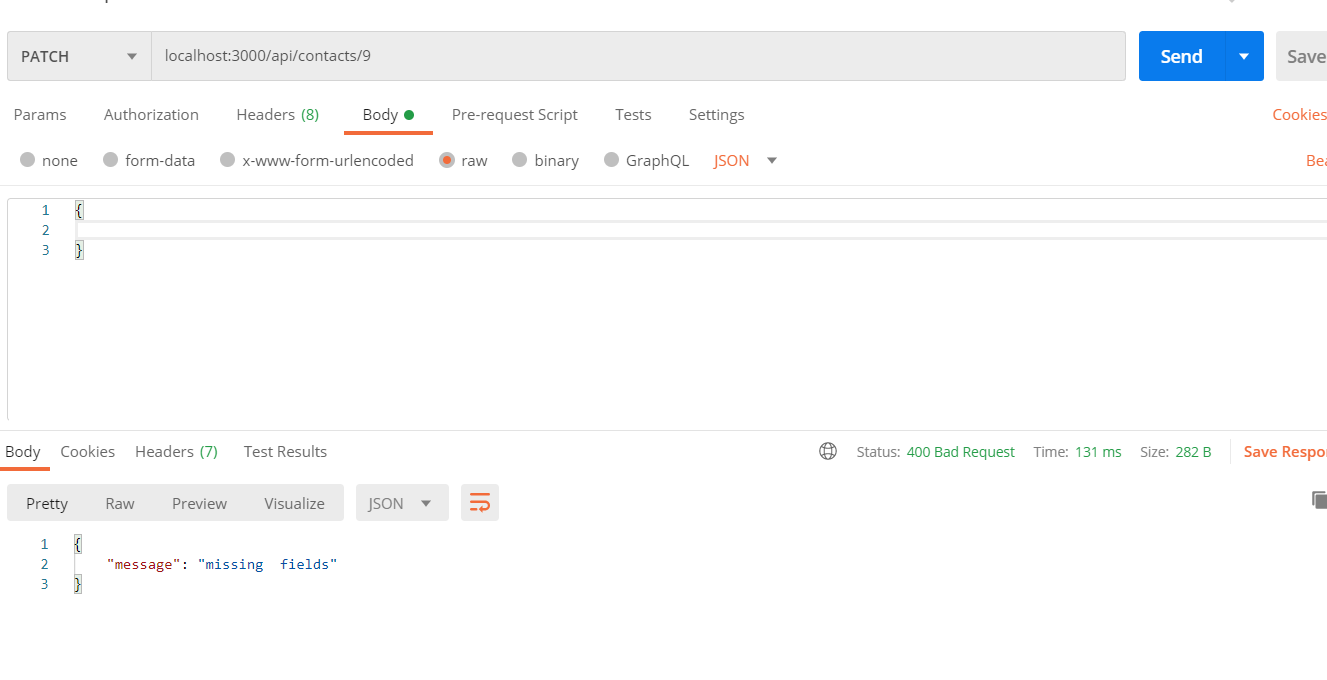 PATCH localhost:3000/api/contacts/9 Send Save
Params Authorization Headers (8) Body Pre-request Script Tests Settings Cookies
none form-data x-www-form-urlencoded raw binary GraphQL JSON Bea
1 {
2
3 }
Body Cookies Headers (7) Test Results Status: 400 Bad Request Time: 131 ms Size: 282 B Save Respo
Pretty Raw Preview Visualize JSON
1 {
2 "message": "missing  fields"
3 }